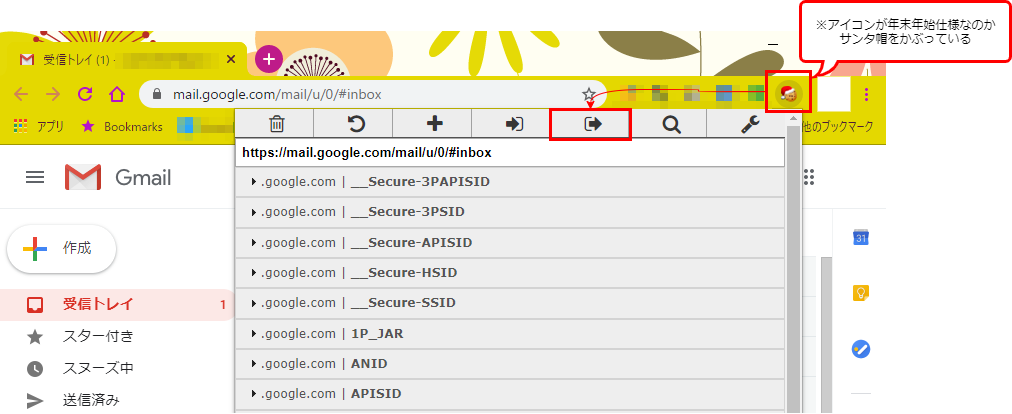 ※アイコンが年末年始仕様なのか
サンタ帽をかぶっている
受信トレイ (1) -
mail.google.com/mail/u/0/#inbox
アプリ
Bookmarks
他のブックマーク
https://mail.google.com/mail/u/0/#inbox
.google.com | __Secure-3PAPISID
Gmail
.google.com | __Secure-3PSID
作成
.google.com | __Secure-APISID
31
.google.com | __Secure-HSID
受信トレイ 1
.google.com | __Secure-SSID
スター付き
.google.com | 1P_JAR
スヌーズ中
.google.com | ANID
送信済み
.google.com | APISID